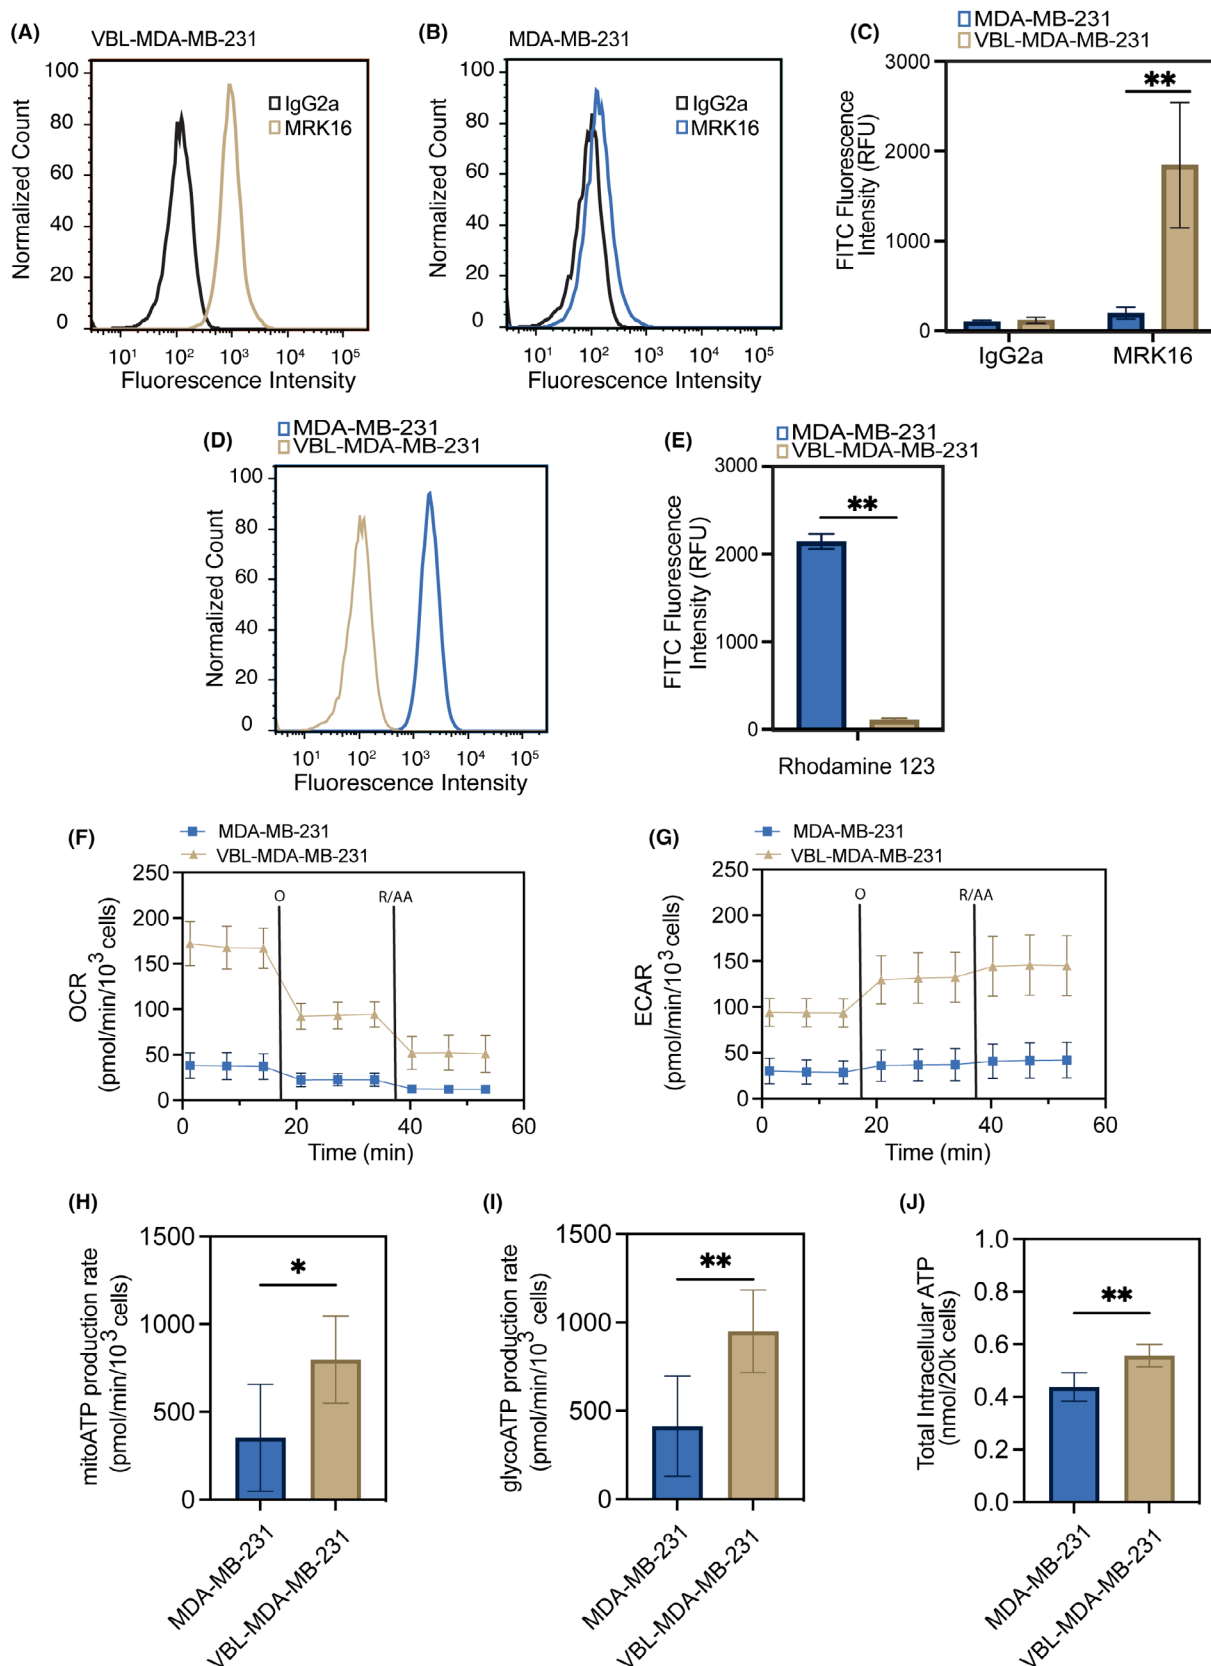 (A)
VBL-MDA-MB-231
Normalized Count
100
80
60
40
20
0
IgG2a
MRK16
10¹ 10² 10³ 10⁴ 10⁵
Fluorescence Intensity
(B)
MDA-MB-231
Normalized Count
100
80
60
40
20
0
IgG2a
MRK16
10¹ 10² 10³ 10⁴ 10⁵
Fluorescence Intensity
(C)
MDA-MB-231
VBL-MDA-MB-231
FITC Fluorescence
Intensity (RFU)
3000
2000
1000
0
**
IgG2a MRK16
(D)
MDA-MB-231
VBL-MDA-MB-231
Normalized Count
100
80
60
40
20
0
10¹ 10² 10³ 10⁴ 10⁵
Fluorescence Intensity
(E)
MDA-MB-231
VBL-MDA-MB-231
FITC Fluorescence
Intensity (RFU)
3000
2000
1000
0
**
Rhodamine 123
(F)
MDA-MB-231
VBL-MDA-MB-231
OCR
(pmol/min/10³ cells)
250
200
150
100
50
0
O R/AA
0 20 40 60
Time (min)
(G)
MDA-MB-231
VBL-MDA-MB-231
ECAR
(pmol/min/10³ cells)
250
200
150
100
50
0
O R/AA
0 20 40 60
Time (min)
(H)
mitoATP production rate
(pmol/min/10³ cells)
1500
1000
500
0
*
MDA-MB-231
VBL-MDA-MB-231
(I)
glycoATP production rate
(pmol/min/10³ cells)
1500
1000
500
0
**
MDA-MB-231
VBL-MDA-MB-231
(J)
Total Intracellular ATP
(nmol/20k cells)
1.0
0.8
0.6
0.4
0.2
0.0
**
MDA-MB-231
VBL-MDA-MB-231